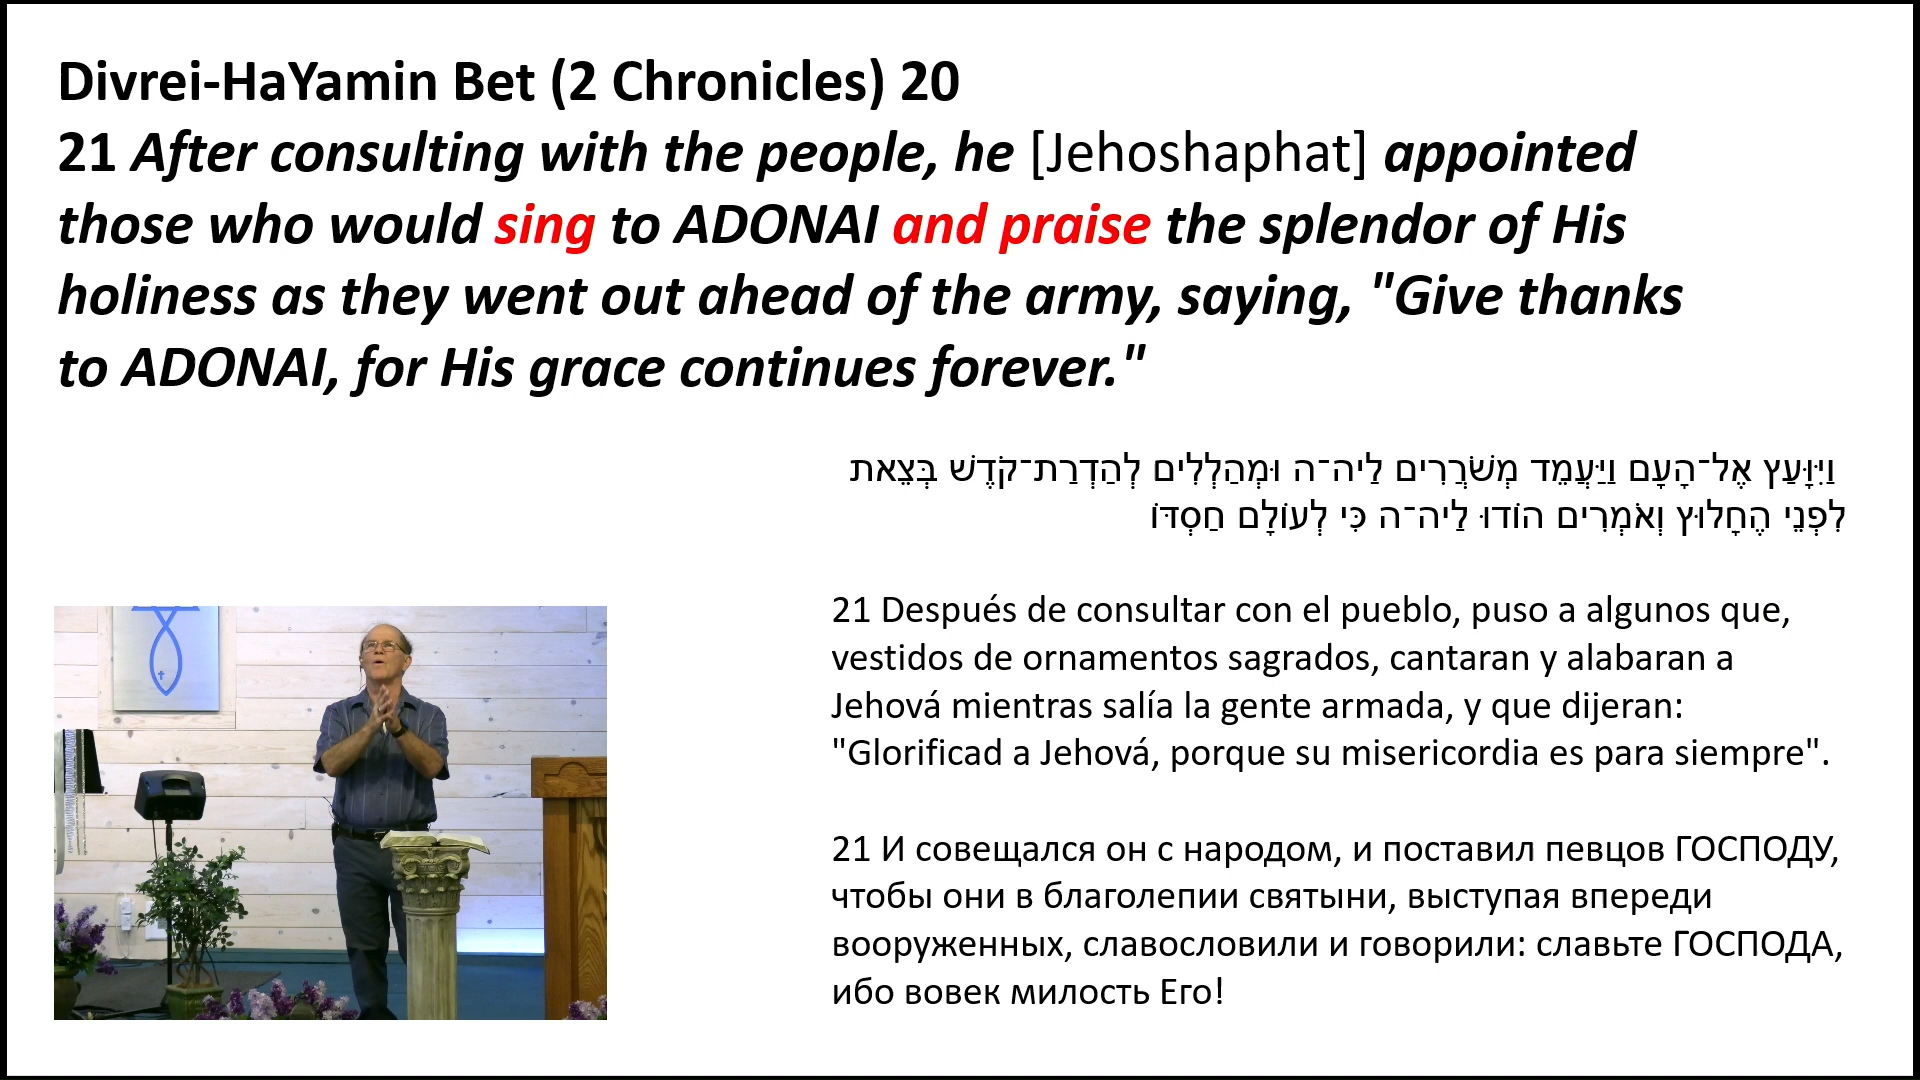 Divrei-HaYamin Bet (2 Chronicles) 20
21 After consulting with the people, he [Jehoshaphat] appointed
those who would sing to ADONAI and praise the splendor of His
holiness as they went out ahead of the army, saying, "Give thanks
to ADONAI, for His grace continues forever."
וַיִּוָּעַץ אֶל־הָעָם וַיַּעֲמֵד מְשֹׁרֲרִים לַיה־ה וּמְהַלְלִים לְהַדְרַת־קֹדֶשׁ בְּצֵאת
לִפְנֵי הֶחָלוּץ וְאֹמְרִים הוֹדוּ לַיה־ה כִּי לְעוֹלָם חַסְדּוֹ
21 Después de consultar con el pueblo, puso a algunos que,
vestidos de ornamentos sagrados, cantaran y alabaran a
Jehová mientras salía la gente armada, y que dijeran:
"Glorificad a Jehová, porque su misericordia es para siempre".
21 И совещался он с народом, и поставил певцов ГОСПОДУ,
чтобы они в благолепии святыни, выступая впереди
вооруженных, славословили и говорили: славьте ГОСПОДА,
ибо вовек милость Его!